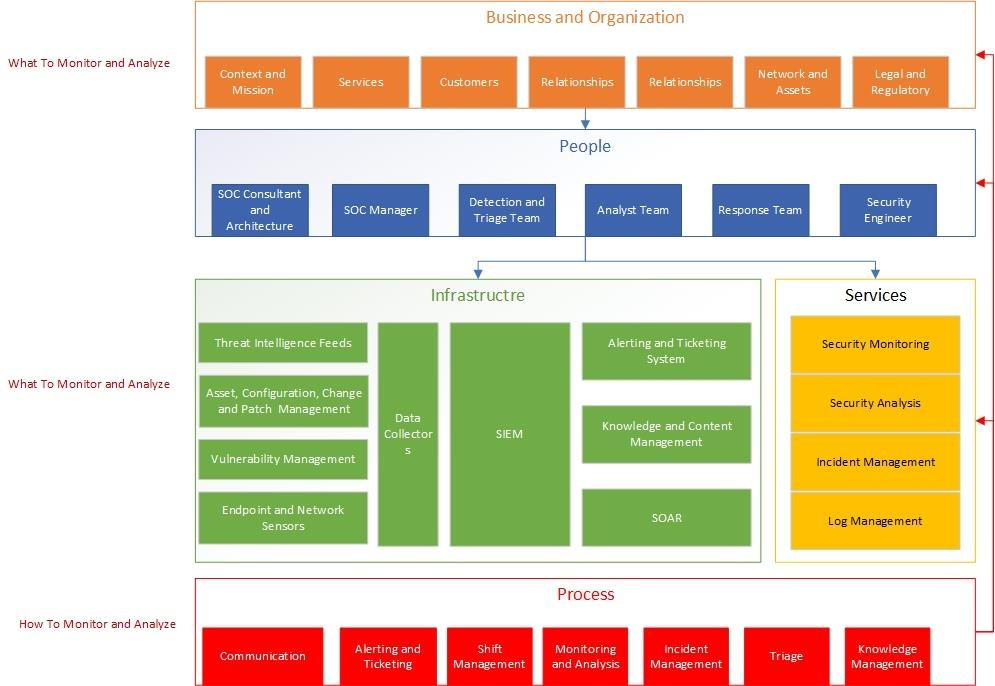 Business and Organization
What To Monitor and Analyze
Context and
Mission
Services
Customers
Relationships
Relationships
Network and
Assets
Legal and
Regulatory
People
SOC Consultant
and
Architecture
SOC Manager
Detection and
Triage Team
Analyst Team
Response Team
Security
Engineer
Infrastructre
What To Monitor and Analyze
Threat Intelligence Feeds
Asset, Configuration, Change
and Patch Management
Vulnerability Management
Endpoint and Network
Sensors
Data
Collector
s
SIEM
Alerting and Ticketing
System
Knowledge and Content
Management
SOAR
Services
Security Monitoring
Security Analysis
Incident Management
Log Management
Process
How To Monitor and Analyze
Communication
Alerting and
Ticketing
Shift
Management
Monitoring
and Analysis
Incident
Management
Triage
Knowledge
Management